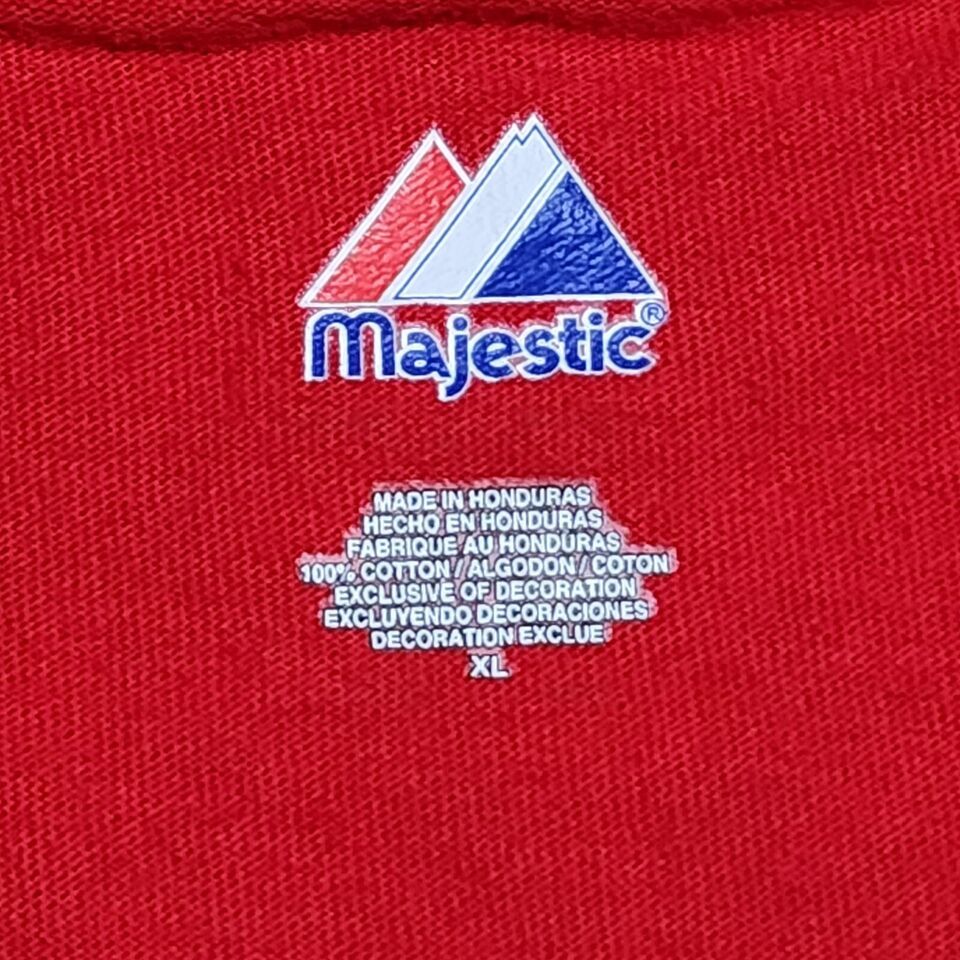 Majestic®
MADE IN HONDURAS
HECHO EN HONDURAS
FABRIQUE AU HONDURAS
100% COTTON / ALGODON / COTON
EXCLUSIVE OF DECORATION
EXCLUYENDO DECORACIONES
DECORATION EXCLUE
XL